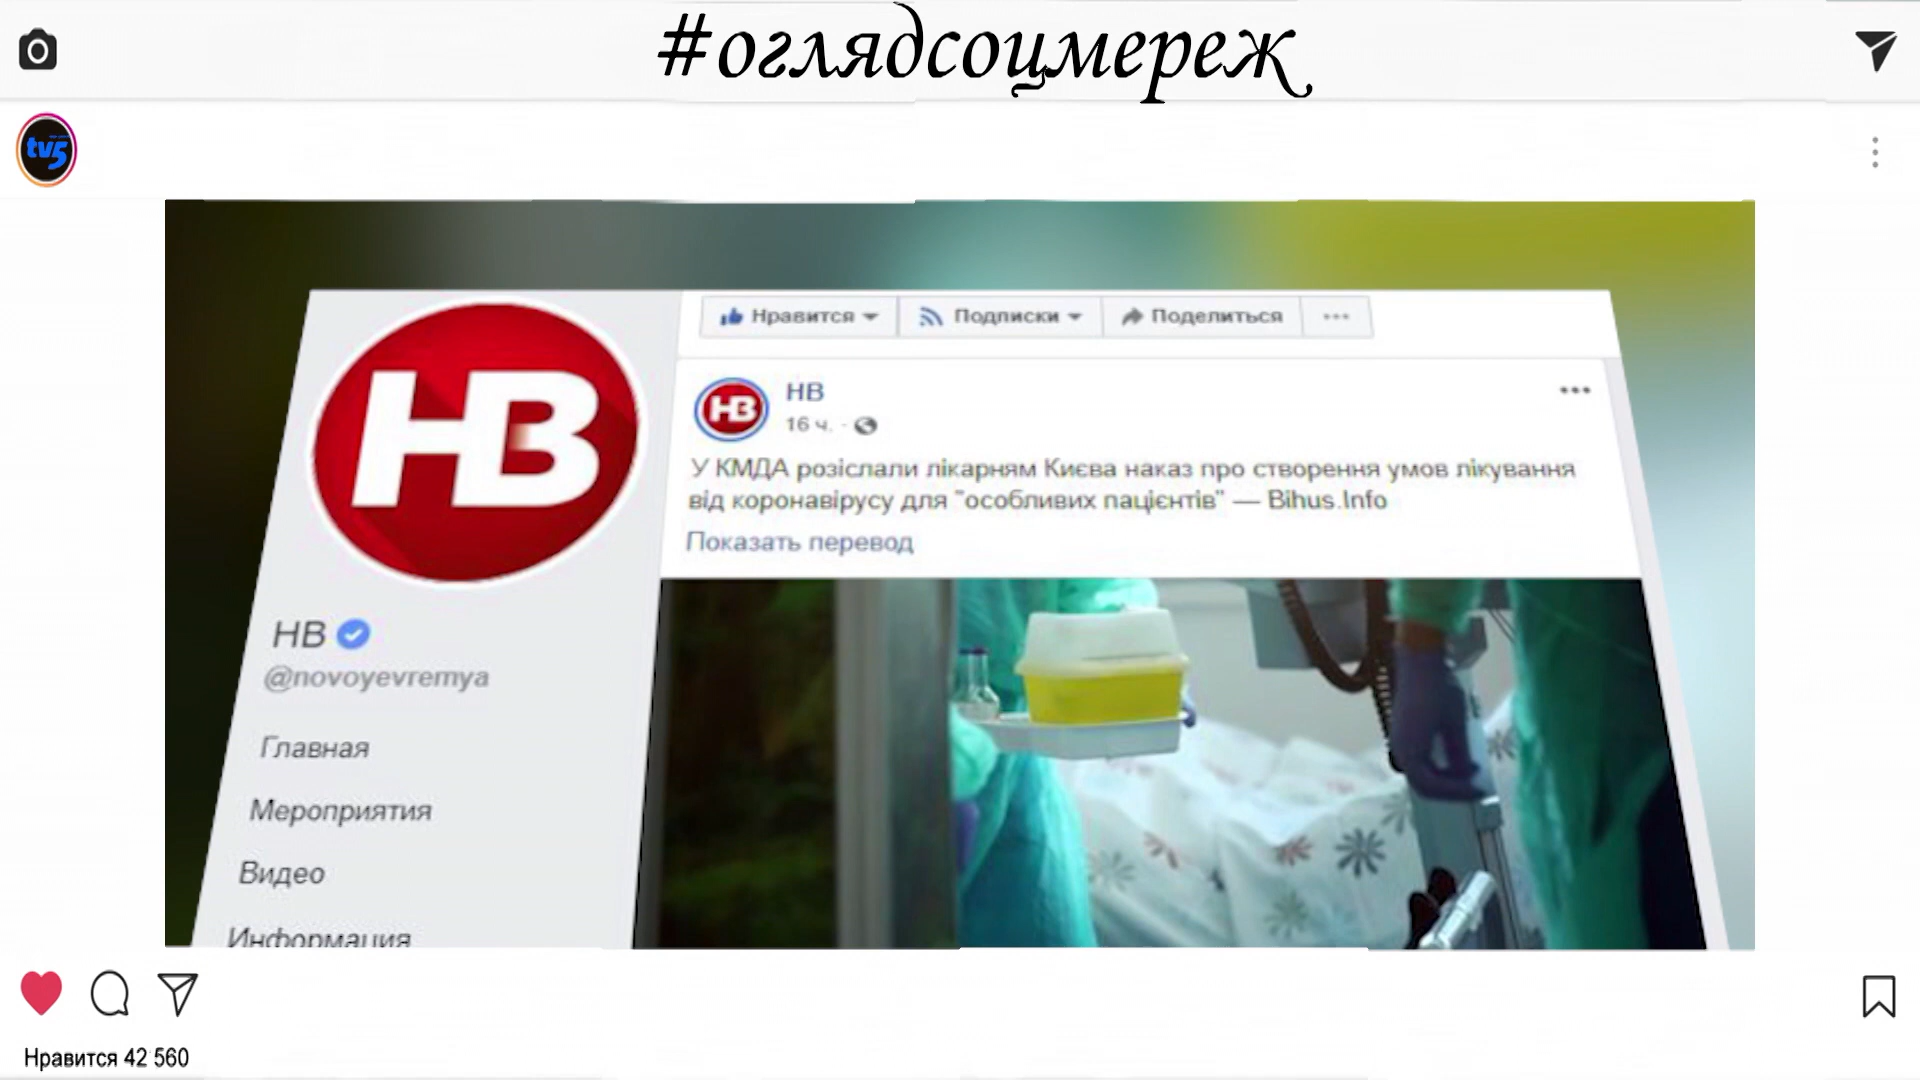 #оглядсоцмереж
tv5
Нравится
Подписки
Поделиться
НВ
НВ
НВ
16 ч.
У КМДА розіслали лікарням Києва наказ про створення умов лікування
від коронавірусу для "особливих пацієнтів" — Bihus.Info
Показать перевод
НВ
@novoyevremya
Главная
Мероприятия
Видео
Информация
Нравится 42 560